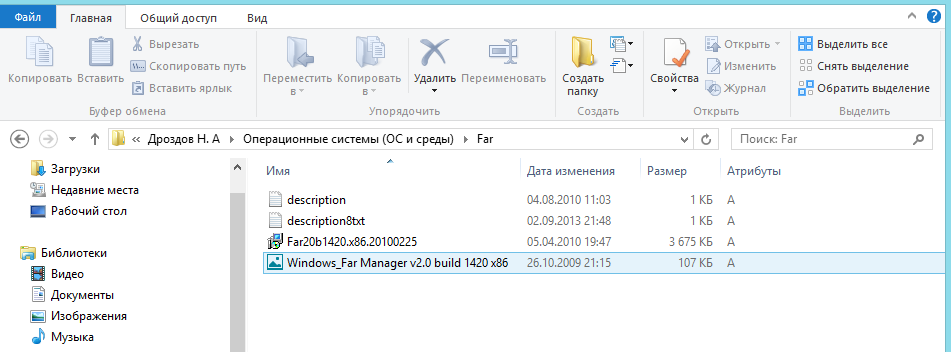 Файл Главная Общий доступ Вид
Копировать Вставить Вырезать Скопировать путь Вставить ярлык
Переместить в Копировать в Удалить Переименовать
Создать папку
Свойства Открыть Изменить Журнал
Выделить все Снять выделение Обратить выделение
Буфер обмена Упорядочить Создать Открыть Выделить
Дроздов Н. А Операционные системы (ОС и среды) Far Поиск: Far
Загрузки
Недавние места
Рабочий стол
Библиотеки
Видео
Документы
Изображения
Музыка
Имя Дата изменения Размер Атрибуты
description 04.08.2010 11:03 1 КБ A
description8txt 02.09.2013 21:48 1 КБ A
Far20b1420.x86.20100225 05.04.2010 19:47 3 675 КБ A
Windows_Far Manager v2.0 build 1420 x86 26.10.2009 21:15 107 КБ A